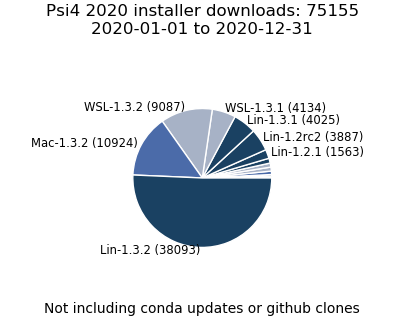 Psi4 2020 installer downloads: 75155
2020-01-01 to 2020-12-31
WSL-1.3.2 (9087)
WSL-1.3.1 (4134)
Lin-1.3.1 (4025)
Lin-1.2rc2 (3887)
Mac-1.3.2 (10924)
Lin-1.2.1 (1563)
Lin-1.3.2 (38093)
Not including conda updates or github clones